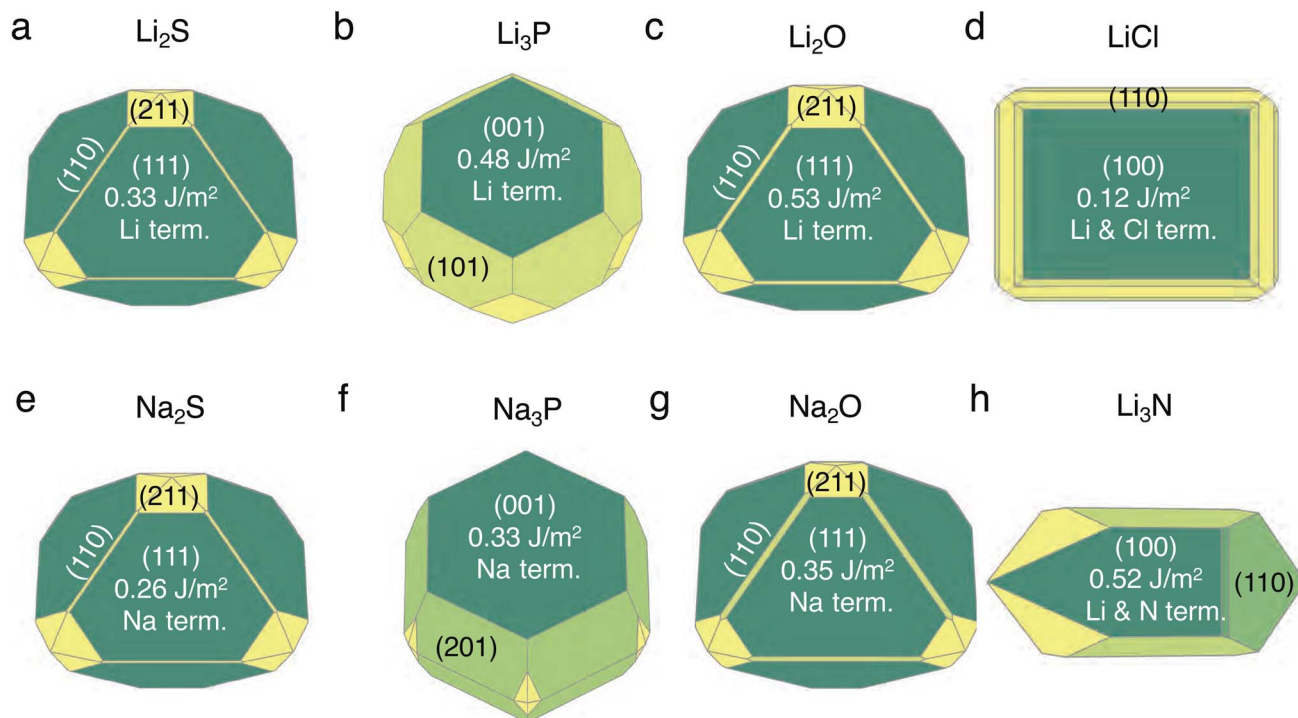 a
Li₂S
(211)
(110)
(111)
0.33 J/m²
Li term.
b
Li₃P
(001)
0.48 J/m²
Li term.
(101)
c
Li₂O
(211)
(110)
(111)
0.53 J/m²
Li term.
d
LiCl
(110)
(100)
0.12 J/m²
Li & Cl term.
e
Na₂S
(211)
(110)
(111)
0.26 J/m²
Na term.
f
Na₃P
(001)
0.33 J/m²
Na term.
(201)
g
Na₂O
(211)
(110)
(111)
0.35 J/m²
Na term.
h
Li₃N
(100)
0.52 J/m²
Li & N term.
(110)